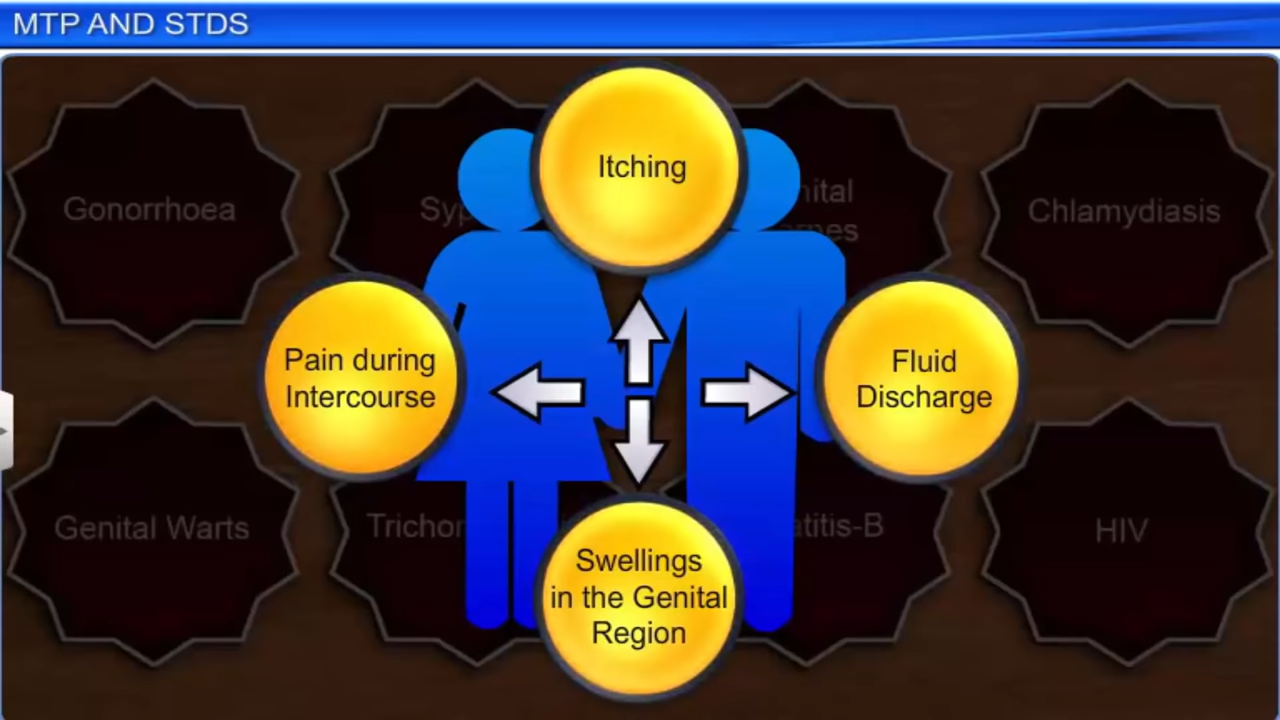 MTP AND STDS
Itching
Gonorrhoea
Chlamydiasis
Pain during
Intercourse
Fluid
Discharge
Genital Warts
HIV
Swellings
in the Genital
Region